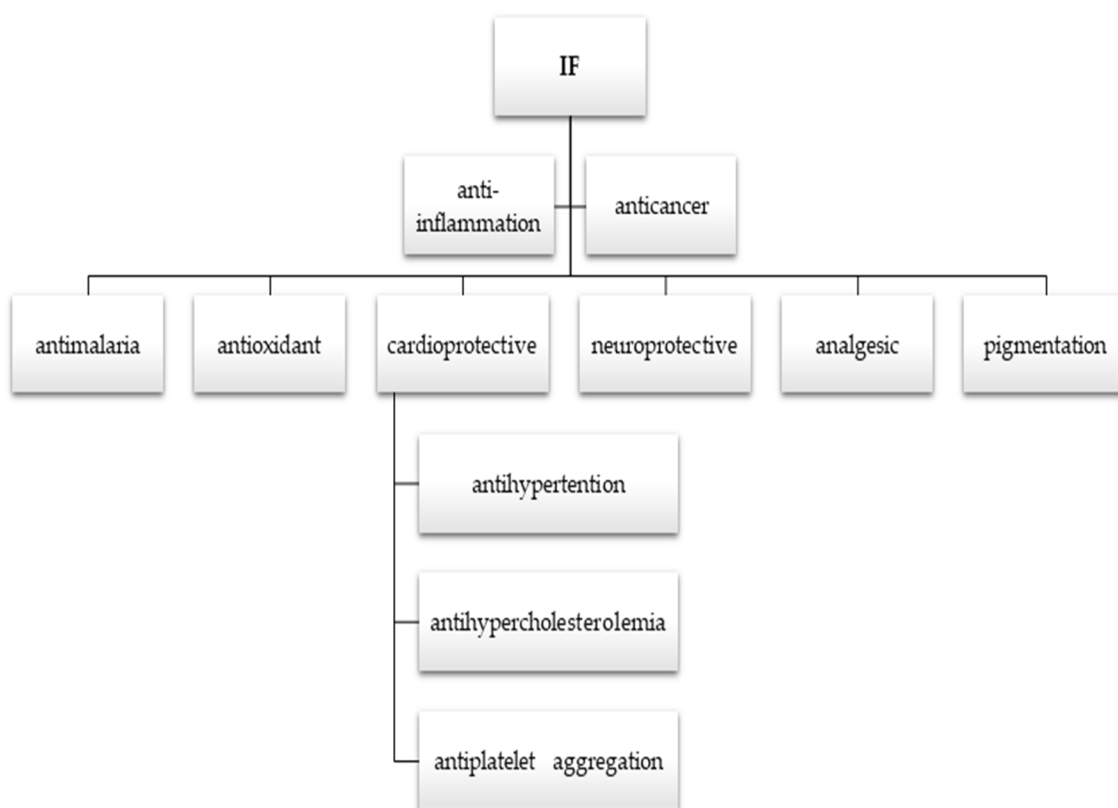 IF
anti-
inflammation
anticancer
antimalaria
antioxidant
cardioprotective
neuroprotective
analgesic
pigmentation
antihypertention
antihypercholesterolemia
antiplatelet aggregation